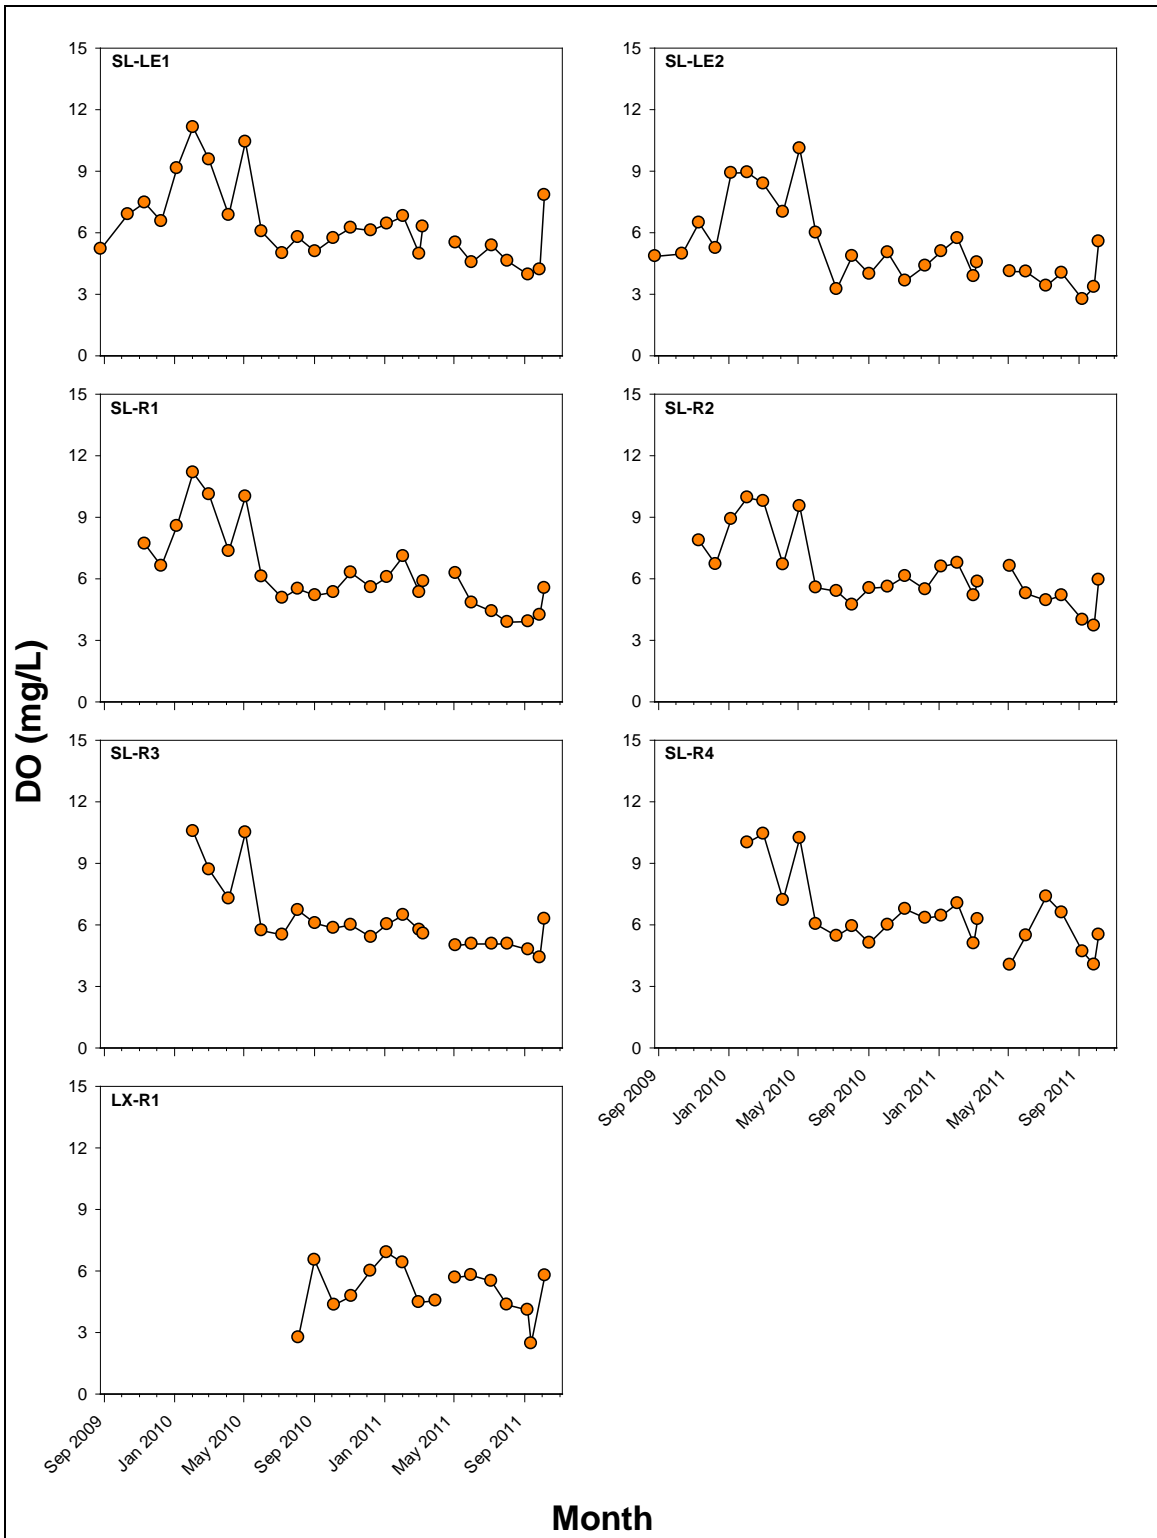 SL-LE1
15
12
9
6
3
0
SL-LE2
15
12
9
6
3
0
SL-R1
15
12
9
6
3
0
SL-R2
15
12
9
6
3
0
DO (mg/L)
SL-R3
15
12
9
6
3
0
SL-R4
15
12
9
6
3
0
Sep 2009
Jan 2010
May 2010
Sep 2010
Jan 2011
May 2011
Sep 2011
LX-R1
15
12
9
6
3
0
Sep 2009
Jan 2010
May 2010
Sep 2010
Jan 2011
May 2011
Sep 2011
Month